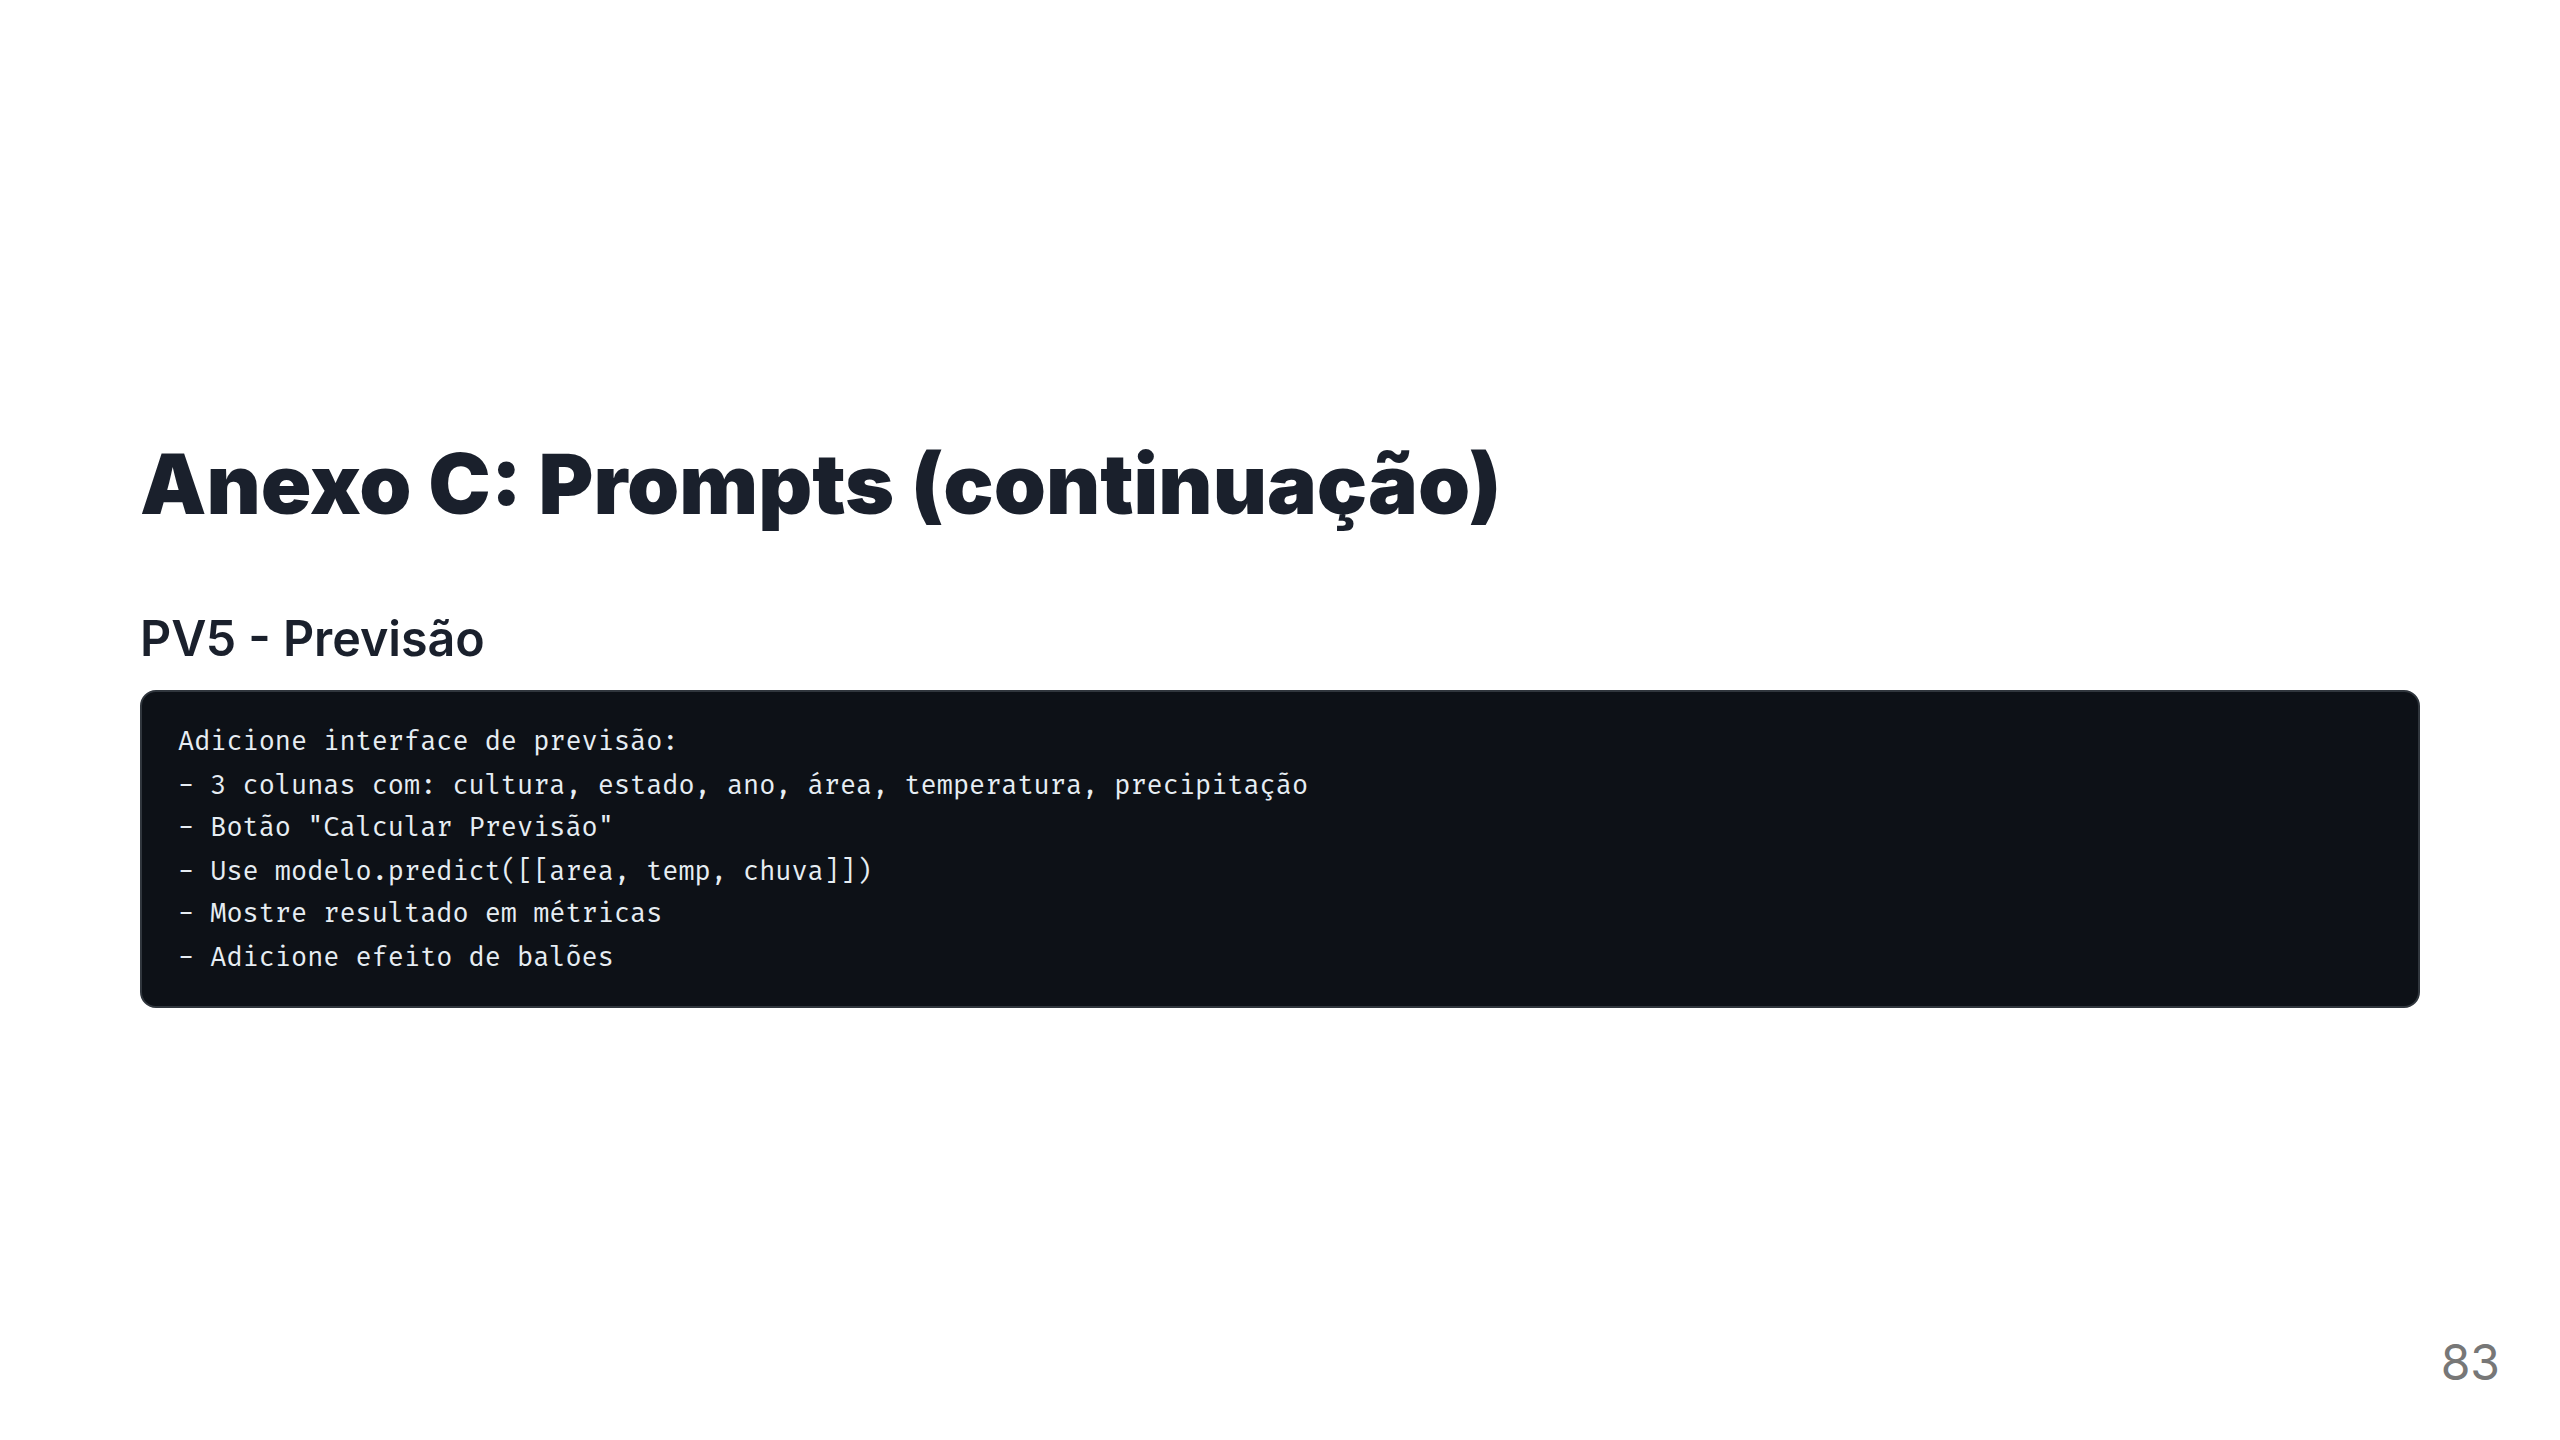 Anexo C: Prompts (continuação)
PV5 - Previsão
Adicione interface de previsão:
- 3 colunas com: cultura, estado, ano, área, temperatura, precipitação
- Botão "Calcular Previsão"
- Use modelo.predict([[area, temp, chuva]])
- Mostre resultado em métricas
- Adicione efeito de balões
83